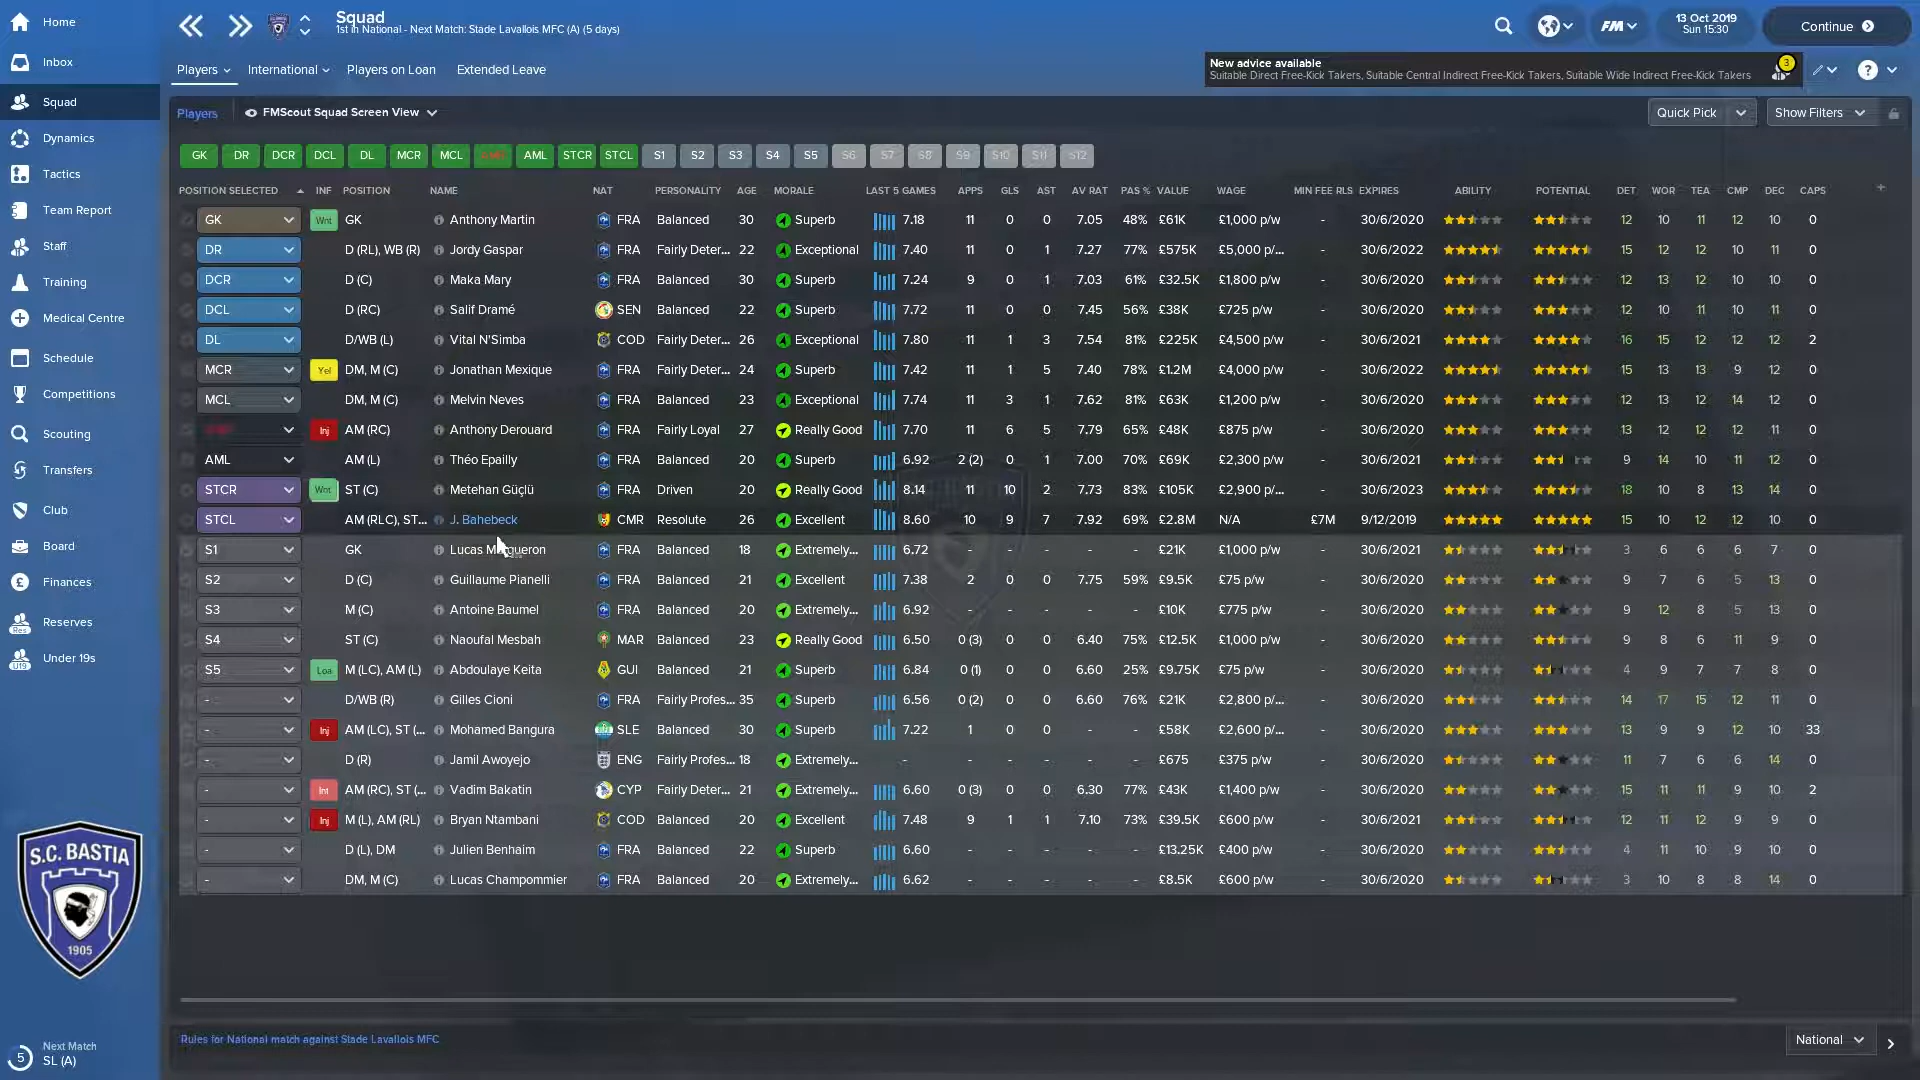 Home
Inbox
Squad
Dynamics
Tactics
Team Report
Staff
Training
Medical Centre
Schedule
Competitions
Scouting
Transfers
Club
Board
Finances
Reserves
Under 19s
S.C. BASTIA
1905
5 Next Match
SL (A)
Squad
1st in National - Next Match: Stade Lavallois MFC (A) (5 days)
FM
13 Oct 2019
Sun 15:30
Continue
Players International Players on Loan Extended Leave
New advice available
Suitable Direct Free-Kick Takers, Suitable Central Indirect Free-Kick Takers, Suitable Wide Indirect Free-Kick Takers
3
?
Players FMScout Squad Screen View Quick Pick Show Filters
GK DR DCR DCL DL MCR MCL AML STCR STCL S1 S2 S3 S4 S5 S6 S7 S8 S9 S10 S11 S12
POSITION SELECTED INF POSITION NAME NAT PERSONALITY AGE MORALE LAST 5 GAMES APPS GLS AST AV RAT PAS % VALUE WAGE MIN FEE RLS EXPIRES ABILITY POTENTIAL DET WOR TEA CMP DEC CAPS +
GK Wnt GK Anthony Martin FRA Balanced 30 Superb 7.18 11 0 0 7.05 48% £61K £1,000 p/w - 30/6/2020 12 10 11 12 10 0
DR D (RL), WB (R) Jordy Gaspar FRA Fairly Deter... 22 Exceptional 7.40 11 0 1 7.27 77% £575K £5,000 p/... - 30/6/2022 15 12 12 10 11 0
DCR D (C) Maka Mary FRA Balanced 30 Superb 7.24 9 0 1 7.03 61% £32.5K £1,800 p/w - 30/6/2020 12 13 12 10 10 0
DCL D (RC) Salif Dramé SEN Balanced 22 Superb 7.72 11 0 0 7.45 56% £38K £725 p/w - 30/6/2020 12 10 11 10 11 0
DL D/WB (L) Vital N'Simba COD Fairly Deter... 26 Exceptional 7.80 11 1 3 7.54 81% £225K £4,500 p/w - 30/6/2021 16 15 12 12 12 2
MCR Yel DM, M (C) Jonathan Mexique FRA Fairly Deter... 24 Superb 7.42 11 1 5 7.40 78% £1.2M £4,000 p/w - 30/6/2022 15 13 13 9 12 0
MCL DM, M (C) Melvin Neves FRA Balanced 23 Exceptional 7.74 11 3 1 7.62 81% £63K £1,200 p/w - 30/6/2020 12 13 12 14 12 0
Inj AM (RC) Anthony Derouard FRA Fairly Loyal 27 Really Good 7.70 11 6 5 7.79 65% £48K £875 p/w - 30/6/2020 13 12 12 12 11 0
AML AM (L) Théo Epailly FRA Balanced 20 Superb 6.92 2 (2) 0 1 7.00 70% £69K £2,300 p/w - 30/6/2021 9 14 10 11 12 0
STCR Wnt ST (C) Metehan Güçlü FRA Driven 20 Really Good 8.14 11 10 2 7.73 83% £105K £2,900 p/... - 30/6/2023 18 10 8 13 14 0
STCL AM (RLC), ST... J. Bahebeck CMR Resolute 26 Excellent 8.60 10 9 7 7.92 69% £2.8M N/A £7M 9/12/2019 15 10 12 12 10 0
S1 GK Lucas FRA Balanced 18 Extremely... 6.72 - - - - - £21K £1,000 p/w - 30/6/2021 3 6 6 6 7 0
S2 D (C) Guillaume Pianelli FRA Balanced 21 Excellent 7.38 2 0 0 7.75 59% £9.5K £75 p/w - 30/6/2020 9 7 6 5 13 0
S3 M (C) Antoine Baumel FRA Balanced 20 Extremely... 6.92 - - - - - £10K £775 p/w - 30/6/2020 9 12 8 5 13 0
S4 ST (C) Naoufal Mesbah MAR Balanced 23 Really Good 6.50 0 (3) 0 0 6.40 75% £12.5K £1,000 p/w - 30/6/2020 9 8 6 11 9 0
S5 Loa M (LC), AM (L) Abdoulaye Keita GUI Balanced 21 Superb 6.84 0 (1) 0 0 6.60 25% £9.75K £75 p/w - 30/6/2020 4 9 7 7 8 0
- D/WB (R) Gilles Cioni FRA Fairly Profes... 35 Superb 6.56 0 (2) 0 0 6.60 76% £21K £2,800 p/... - 30/6/2020 14 17 15 12 11 0
- Inj AM (LC), ST (... Mohamed Bangura SLE Balanced 30 Superb 7.22 1 0 0 - - £58K £2,600 p/... - 30/6/2020 13 9 9 12 10 33
- D (R) Jamil Awoyejo ENG Fairly Profes... 18 Extremely... - - - - - - £675 £375 p/w - 30/6/2020 11 7 6 6 14 0
- Int AM (RC), ST (... Vadim Bakatin CYP Fairly Deter... 21 Extremely... 6.60 0 (3) 0 0 6.30 77% £43K £1,400 p/w - 30/6/2020 15 11 11 9 10 2
- Inj M (L), AM (RL) Bryan Ntambani COD Balanced 20 Excellent 7.48 9 1 1 7.10 73% £39.5K £600 p/w - 30/6/2021 12 11 12 9 9 0
- D (L), DM Julien Benhaim FRA Balanced 22 Superb 6.60 - - - - - £13.25K £400 p/w - 30/6/2020 4 11 10 9 10 0
- DM, M (C) Lucas Champommier FRA Balanced 20 Extremely... 6.62 - - - - - £8.5K £600 p/w - 30/6/2020 3 10 8 8 14 0
Rules for National match against Stade Lavallois MFC
National